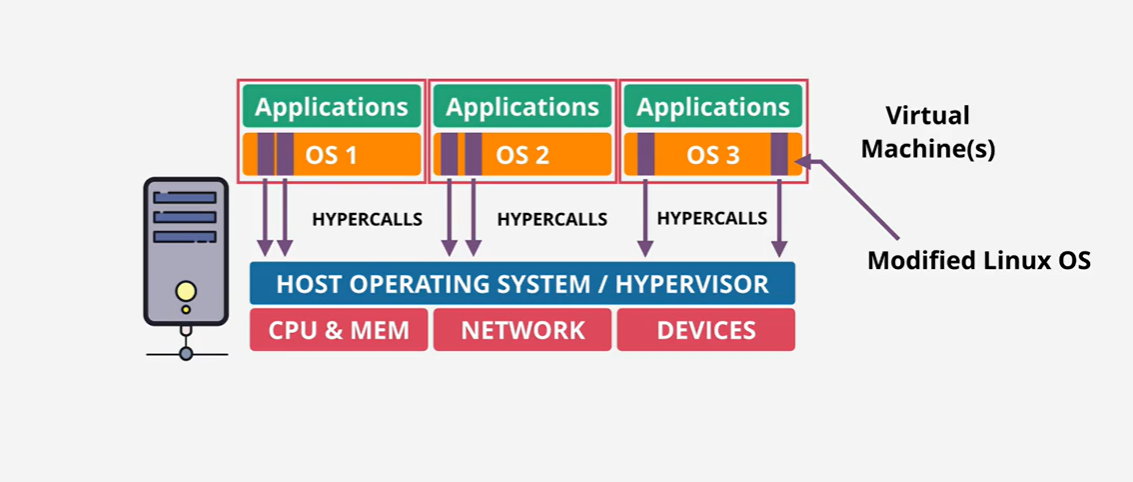 Applications
Applications
Applications
OS 1
OS 2
OS 3
Virtual
Machine(s)
HYPERCALLS
HYPERCALLS
HYPERCALLS
Modified Linux OS
HOST OPERATING SYSTEM / HYPERVISOR
CPU & MEM
NETWORK
DEVICES